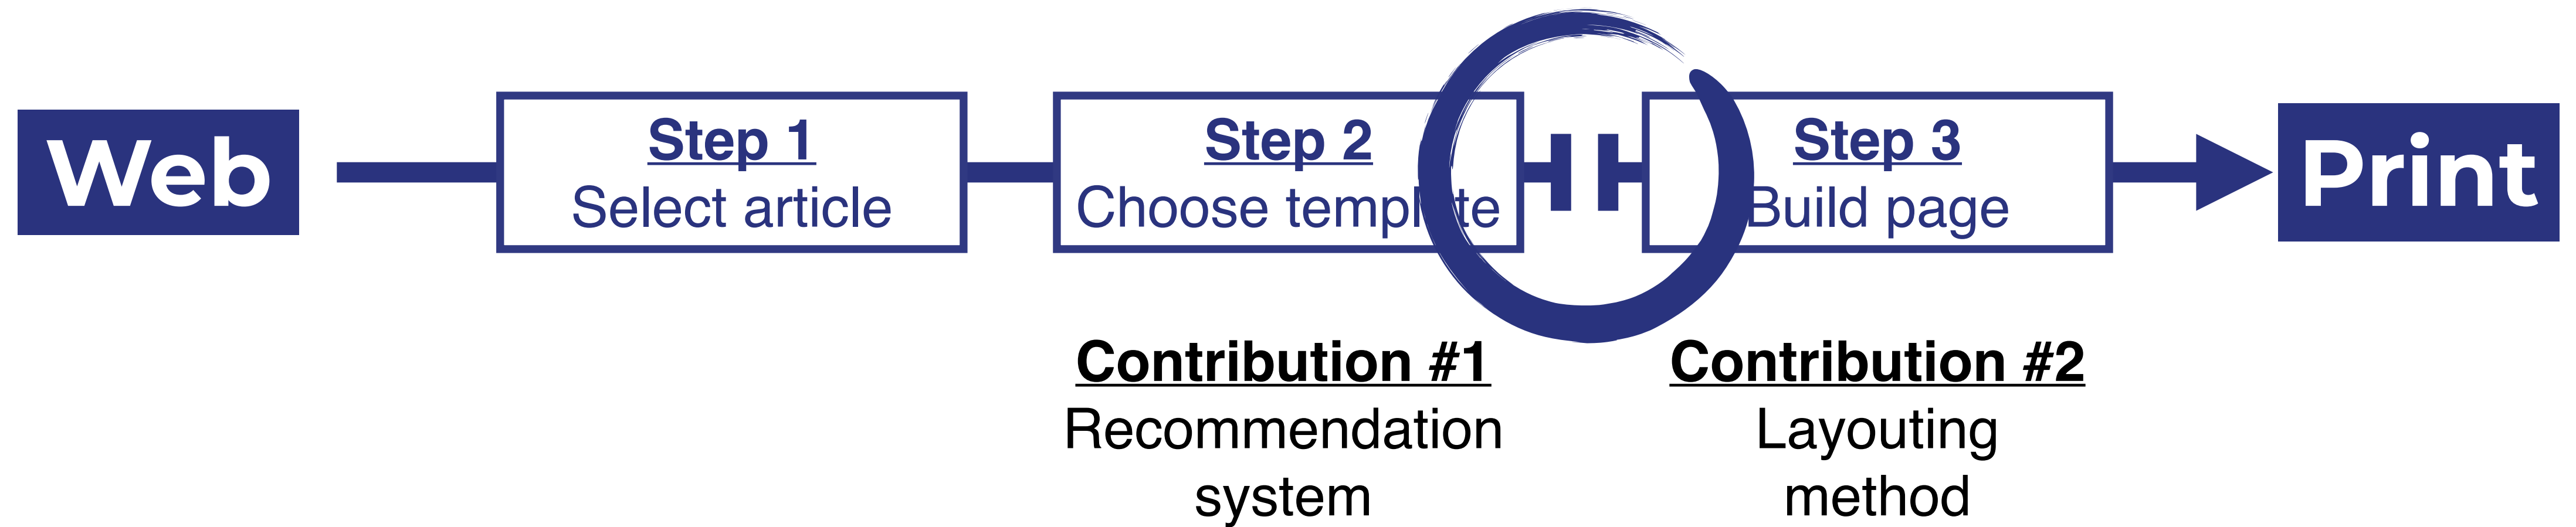 Web
Step 1
Select article
Step 2
Choose template
Step 3
Build page
Print
Contribution #1
Recommendation
system
Contribution #2
Layouting
method